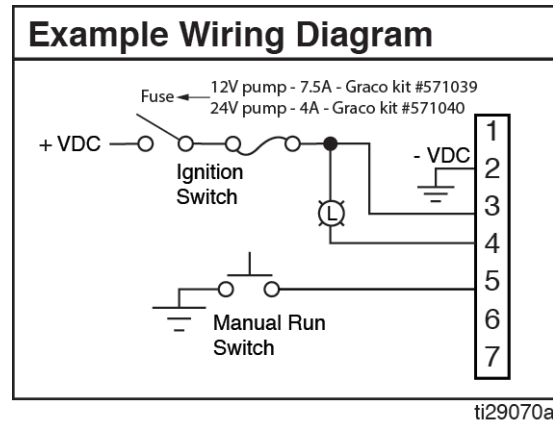 Example Wiring Diagram
12V pump - 7.5A - Graco kit #571039
Fuse
24V pump - 4A - Graco kit #571040
+ VDC
Ignition
Switch
- VDC
1
2
3
4
5
6
7
L
Manual Run
Switch
ti29070a